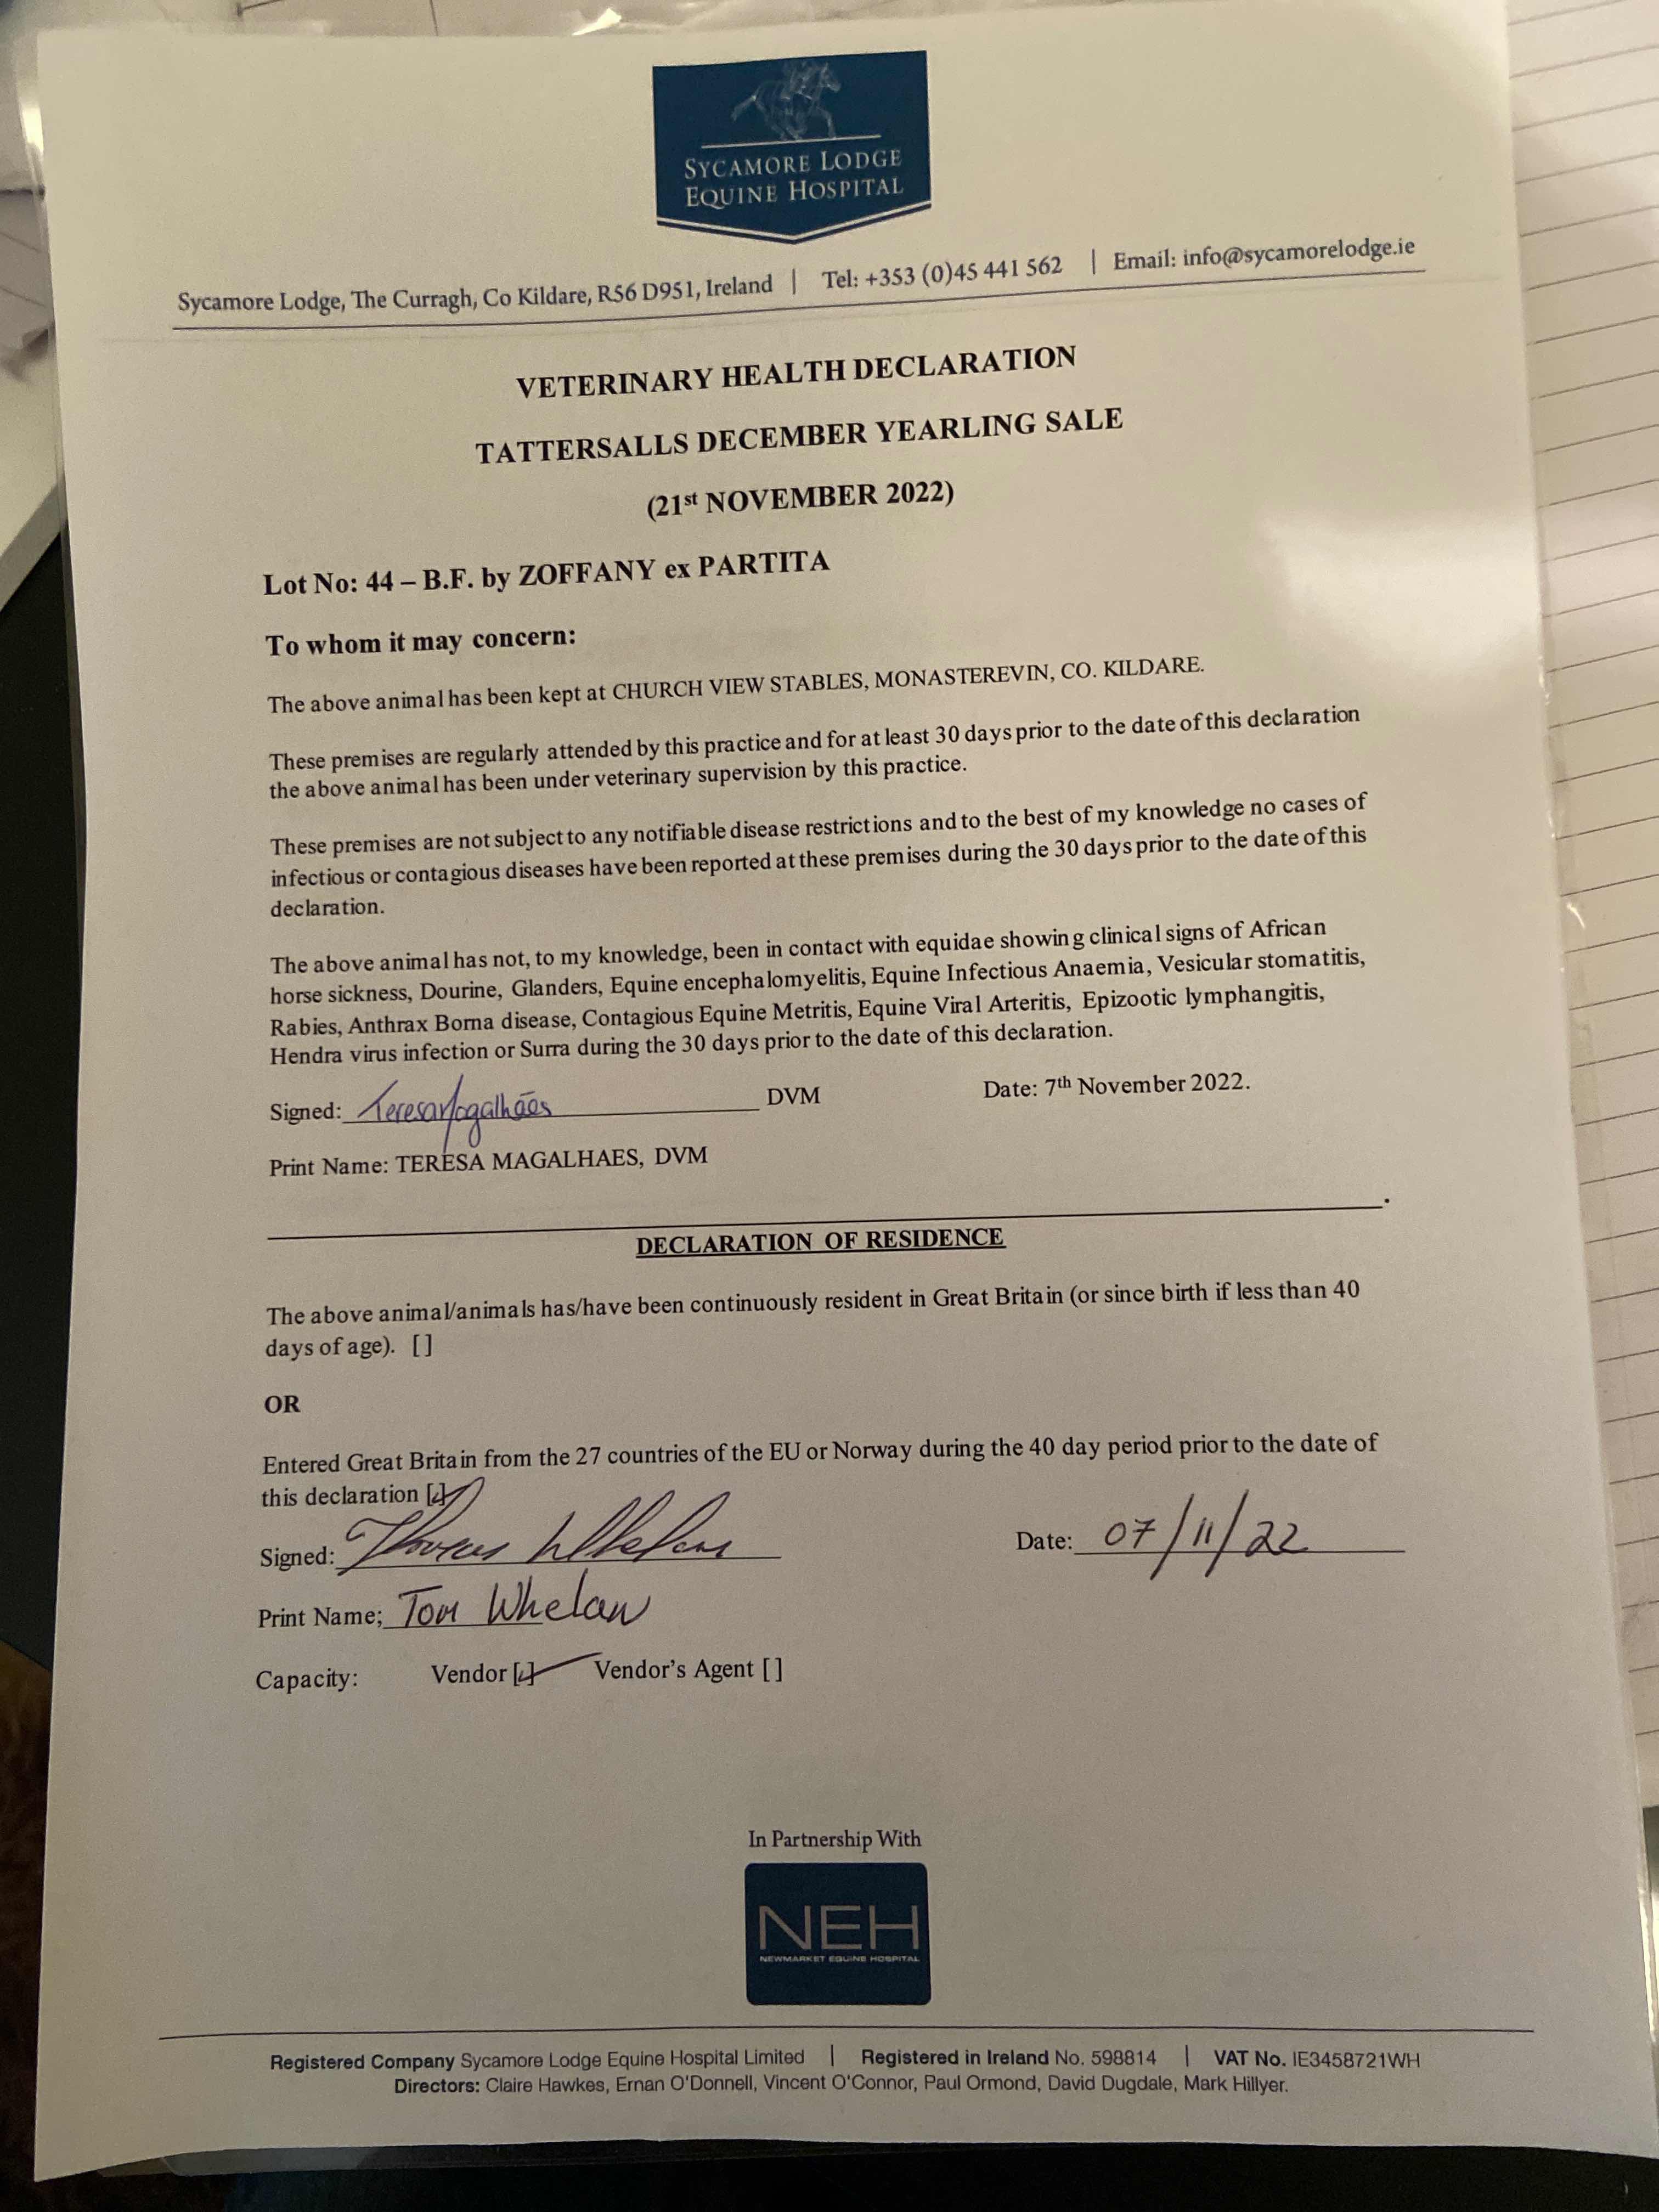 SYCAMORE LODGE
EQUINE HOSPITAL
Sycamore Lodge, The Curragh, Co Kildare, R56 D951, Ireland | Tel: +353 (0)45 441 562 | Email: info@sycamorelodge.ie
VETERINARY HEALTH DECLARATION
TATTERSALLS DECEMBER YEARLING SALE
(21st NOVEMBER 2022)
Lot No: 44 – B.F. by ZOFFANY ex PARTITA
To whom it may concern:
The above animal has been kept at CHURCH VIEW STABLES, MONASTEREVIN, CO. KILDARE.
These premises are regularly attended by this practice and for at least 30 days prior to the date of this declaration
the above animal has been under veterinary supervision by this practice.
These premises are not subject to any notifiable disease restrictions and to the best of my knowledge no cases of
infectious or contagious diseases have been reported at these premises during the 30 days prior to the date of this
declaration.
The above animal has not, to my knowledge, been in contact with equidae showing clinical signs of African
horse sickness, Dourine, Glanders, Equine encephalomyelitis, Equine Infectious Anaemia, Vesicular stomatitis,
Rabies, Anthrax Borna disease, Contagious Equine Metritis, Equine Viral Arteritis, Epizootic lymphangitis,
Hendra virus infection or Surra during the 30 days prior to the date of this declaration.
Signed: Teresa Magalhães DVM Date: 7th November 2022.
Print Name: TERESA MAGALHAES, DVM
DECLARATION OF RESIDENCE
The above animal/animals has/have been continuously resident in Great Britain (or since birth if less than 40
days of age). [ ]
OR
Entered Great Britain from the 27 countries of the EU or Norway during the 40 day period prior to the date of
this declaration [✓]
Signed: Thomas Whelan Date: 07/11/22
Print Name; Tom Whelan
Capacity: Vendor [✓] Vendor's Agent [ ]
In Partnership With
NEH
NEWMARKET EQUINE HOSPITAL
Registered Company Sycamore Lodge Equine Hospital Limited | Registered in Ireland No. 598814 | VAT No. IE3458721WH
Directors: Claire Hawkes, Ernan O'Donnell, Vincent O'Connor, Paul Ormond, David Dugdale, Mark Hillyer.